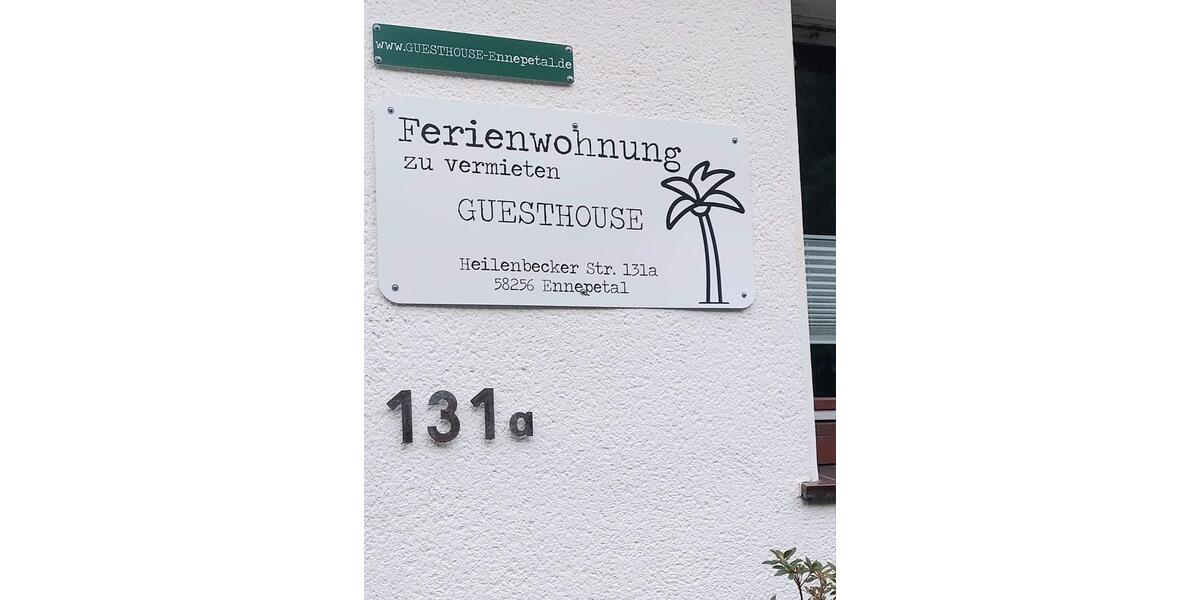 www.GUESTHOUSE-Ennepetal.de
Ferienwohnung
zu vermieten
GUESTHOUSE
Heilenbecker Str. 131a
58256 Ennepetal
131a